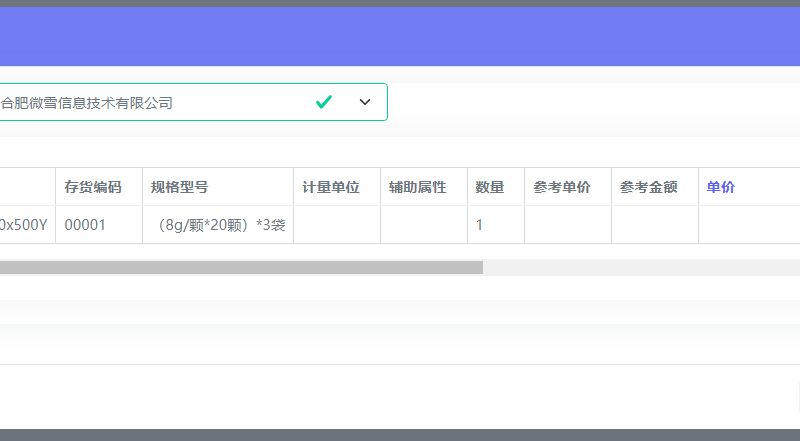 合肥微雪信息技术有限公司
存货编码 规格型号 计量单位 辅助属性 数量 参考单价 参考金额 单价
0x500Y 00001 （8g/颗*20颗）*3袋 1